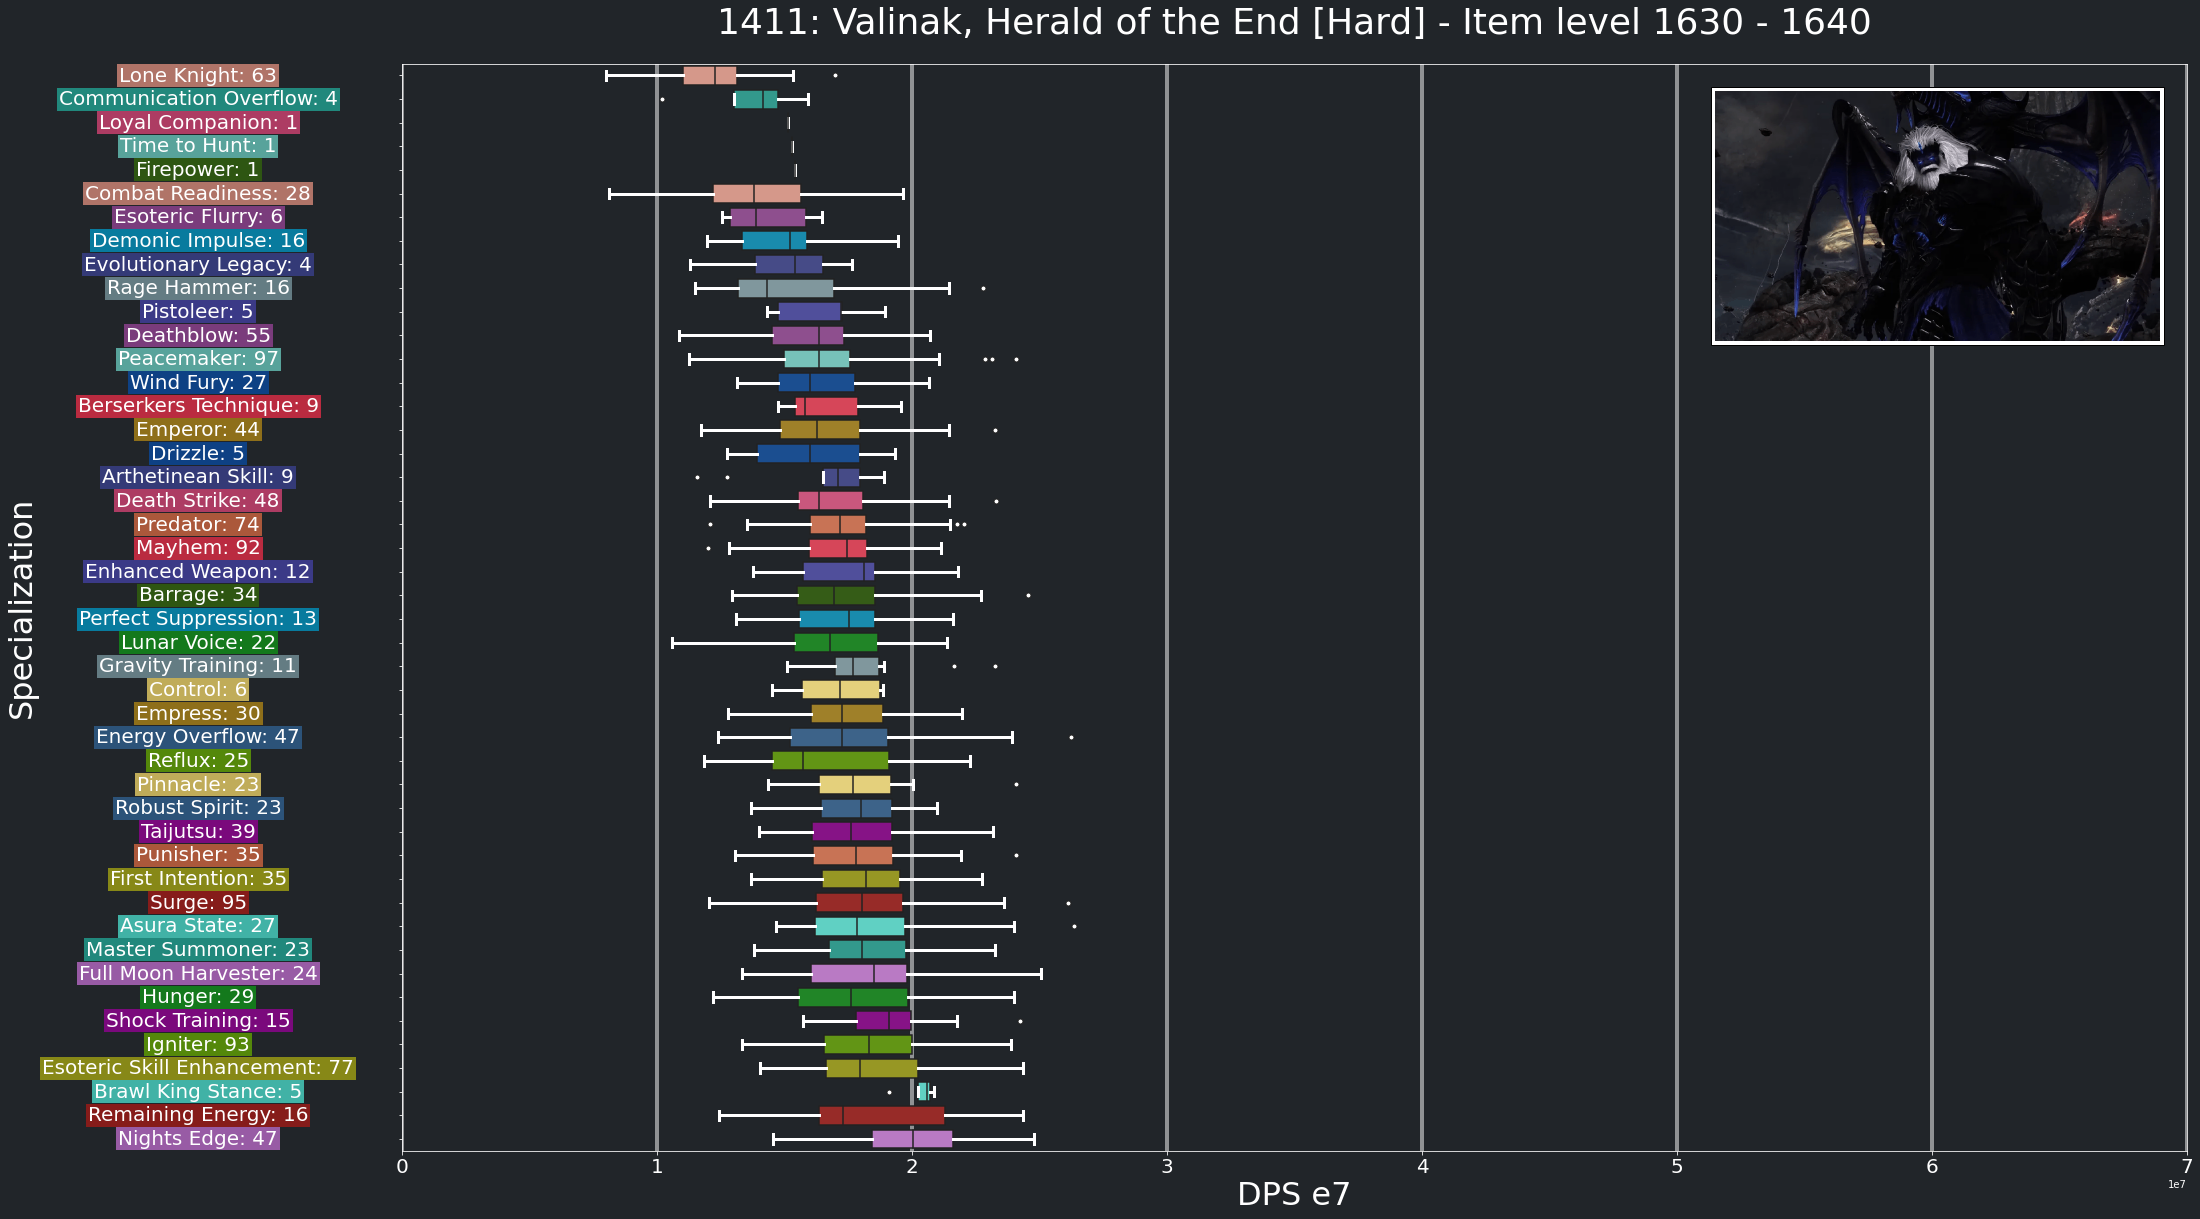 1411: Valinak, Herald of the End [Hard] - Item level 1630 - 1640
Specialization
Lone Knight: 63
Communication Overflow: 4
Loyal Companion: 1
Time to Hunt: 1
Firepower: 1
Combat Readiness: 28
Esoteric Flurry: 6
Demonic Impulse: 16
Evolutionary Legacy: 4
Rage Hammer: 16
Pistoleer: 5
Deathblow: 55
Peacemaker: 97
Wind Fury: 27
Berserkers Technique: 9
Emperor: 44
Drizzle: 5
Arthetinean Skill: 9
Death Strike: 48
Predator: 74
Mayhem: 92
Enhanced Weapon: 12
Barrage: 34
Perfect Suppression: 13
Lunar Voice: 22
Gravity Training: 11
Control: 6
Empress: 30
Energy Overflow: 47
Reflux: 25
Pinnacle: 23
Robust Spirit: 23
Taijutsu: 39
Punisher: 35
First Intention: 35
Surge: 95
Asura State: 27
Master Summoner: 23
Full Moon Harvester: 24
Hunger: 29
Shock Training: 15
Igniter: 93
Esoteric Skill Enhancement: 77
Brawl King Stance: 5
Remaining Energy: 16
Nights Edge: 47
0 1 2 3 4 5 6 7
1e7
DPS e7